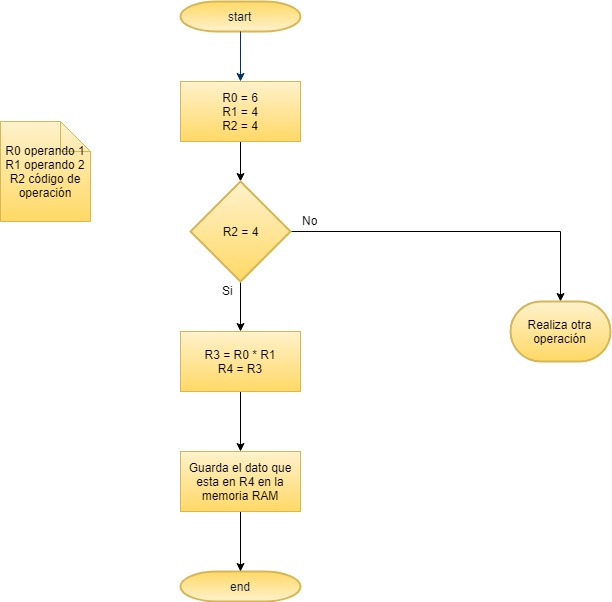 start
R0 = 6
R1 = 4
R2 = 4
R0 operando 1
R1 operando 2
R2 código de
operación
R2 = 4
No
Si
Realiza otra
operación
R3 = R0 * R1
R4 = R3
Guarda el dato que
esta en R4 en la
memoria RAM
end